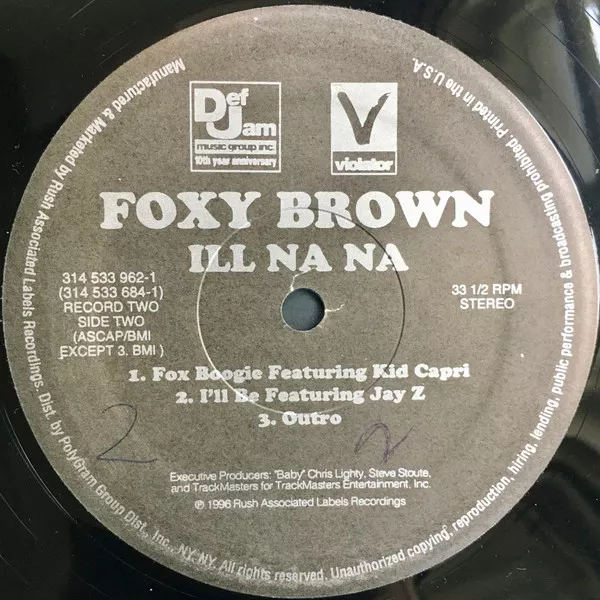 Def
Jam
music group inc.
10th year anniversary
V
violator
FOXY BROWN
ILL NA NA
314 533 962-1
(314 533 684-1)
RECORD TWO
SIDE TWO
(ASCAP/BMI
EXCEPT 3. BMI )
33 1/2 RPM
STEREO
1. Fox Boogie Featuring Kid Capri
2. I'll Be Featuring Jay Z
3. Outro
2
2
Executive Producers: "Baby" Chris Lighty, Steve Stoute,
and TrackMasters for TrackMasters Entertainment, Inc.
℗ 1996 Rush Associated Labels Recordings
Manufactured & Marketed by Rush Associated Labels Recordings. Dist. by PolyGram Group Dist., Inc., NY, NY. All rights reserved. Unauthorized copying, reproduction, hiring, lending, public performance & broadcasting prohibited. Printed in the U.S.A.